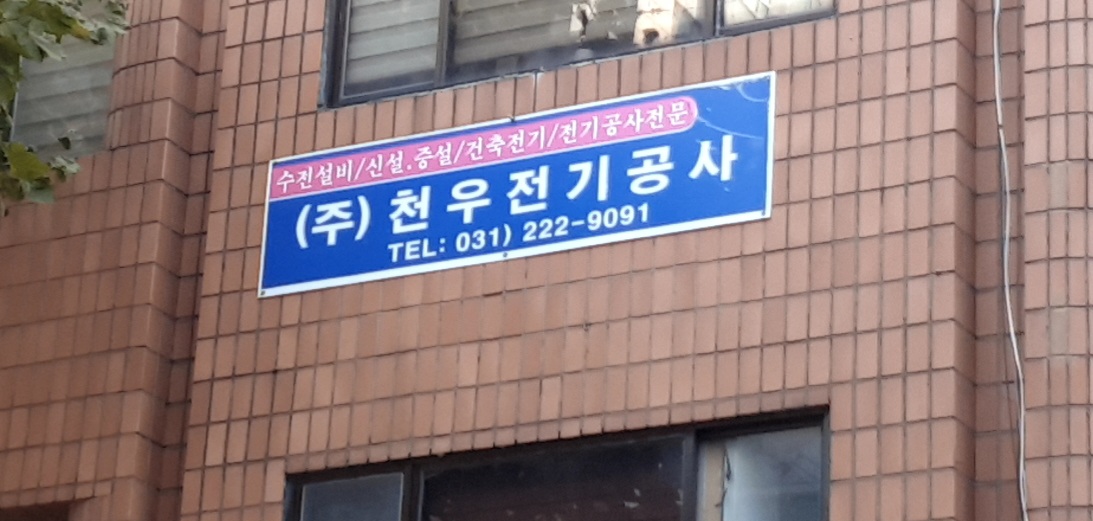 수전설비/신설.증설/건축전기/전기공사전문
(주) 천우전기공사
TEL: 031) 222-9091